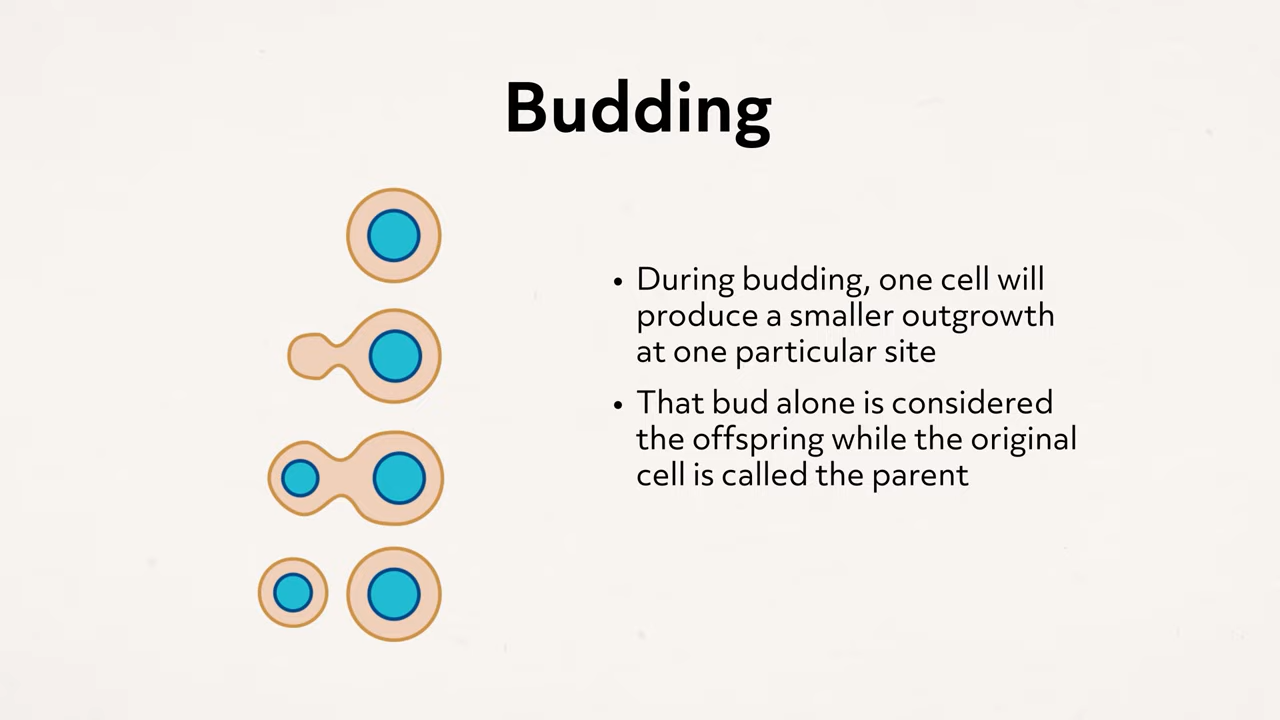 Budding
• During budding, one cell will
produce a smaller outgrowth
at one particular site
• That bud alone is considered
the offspring while the original
cell is called the parent